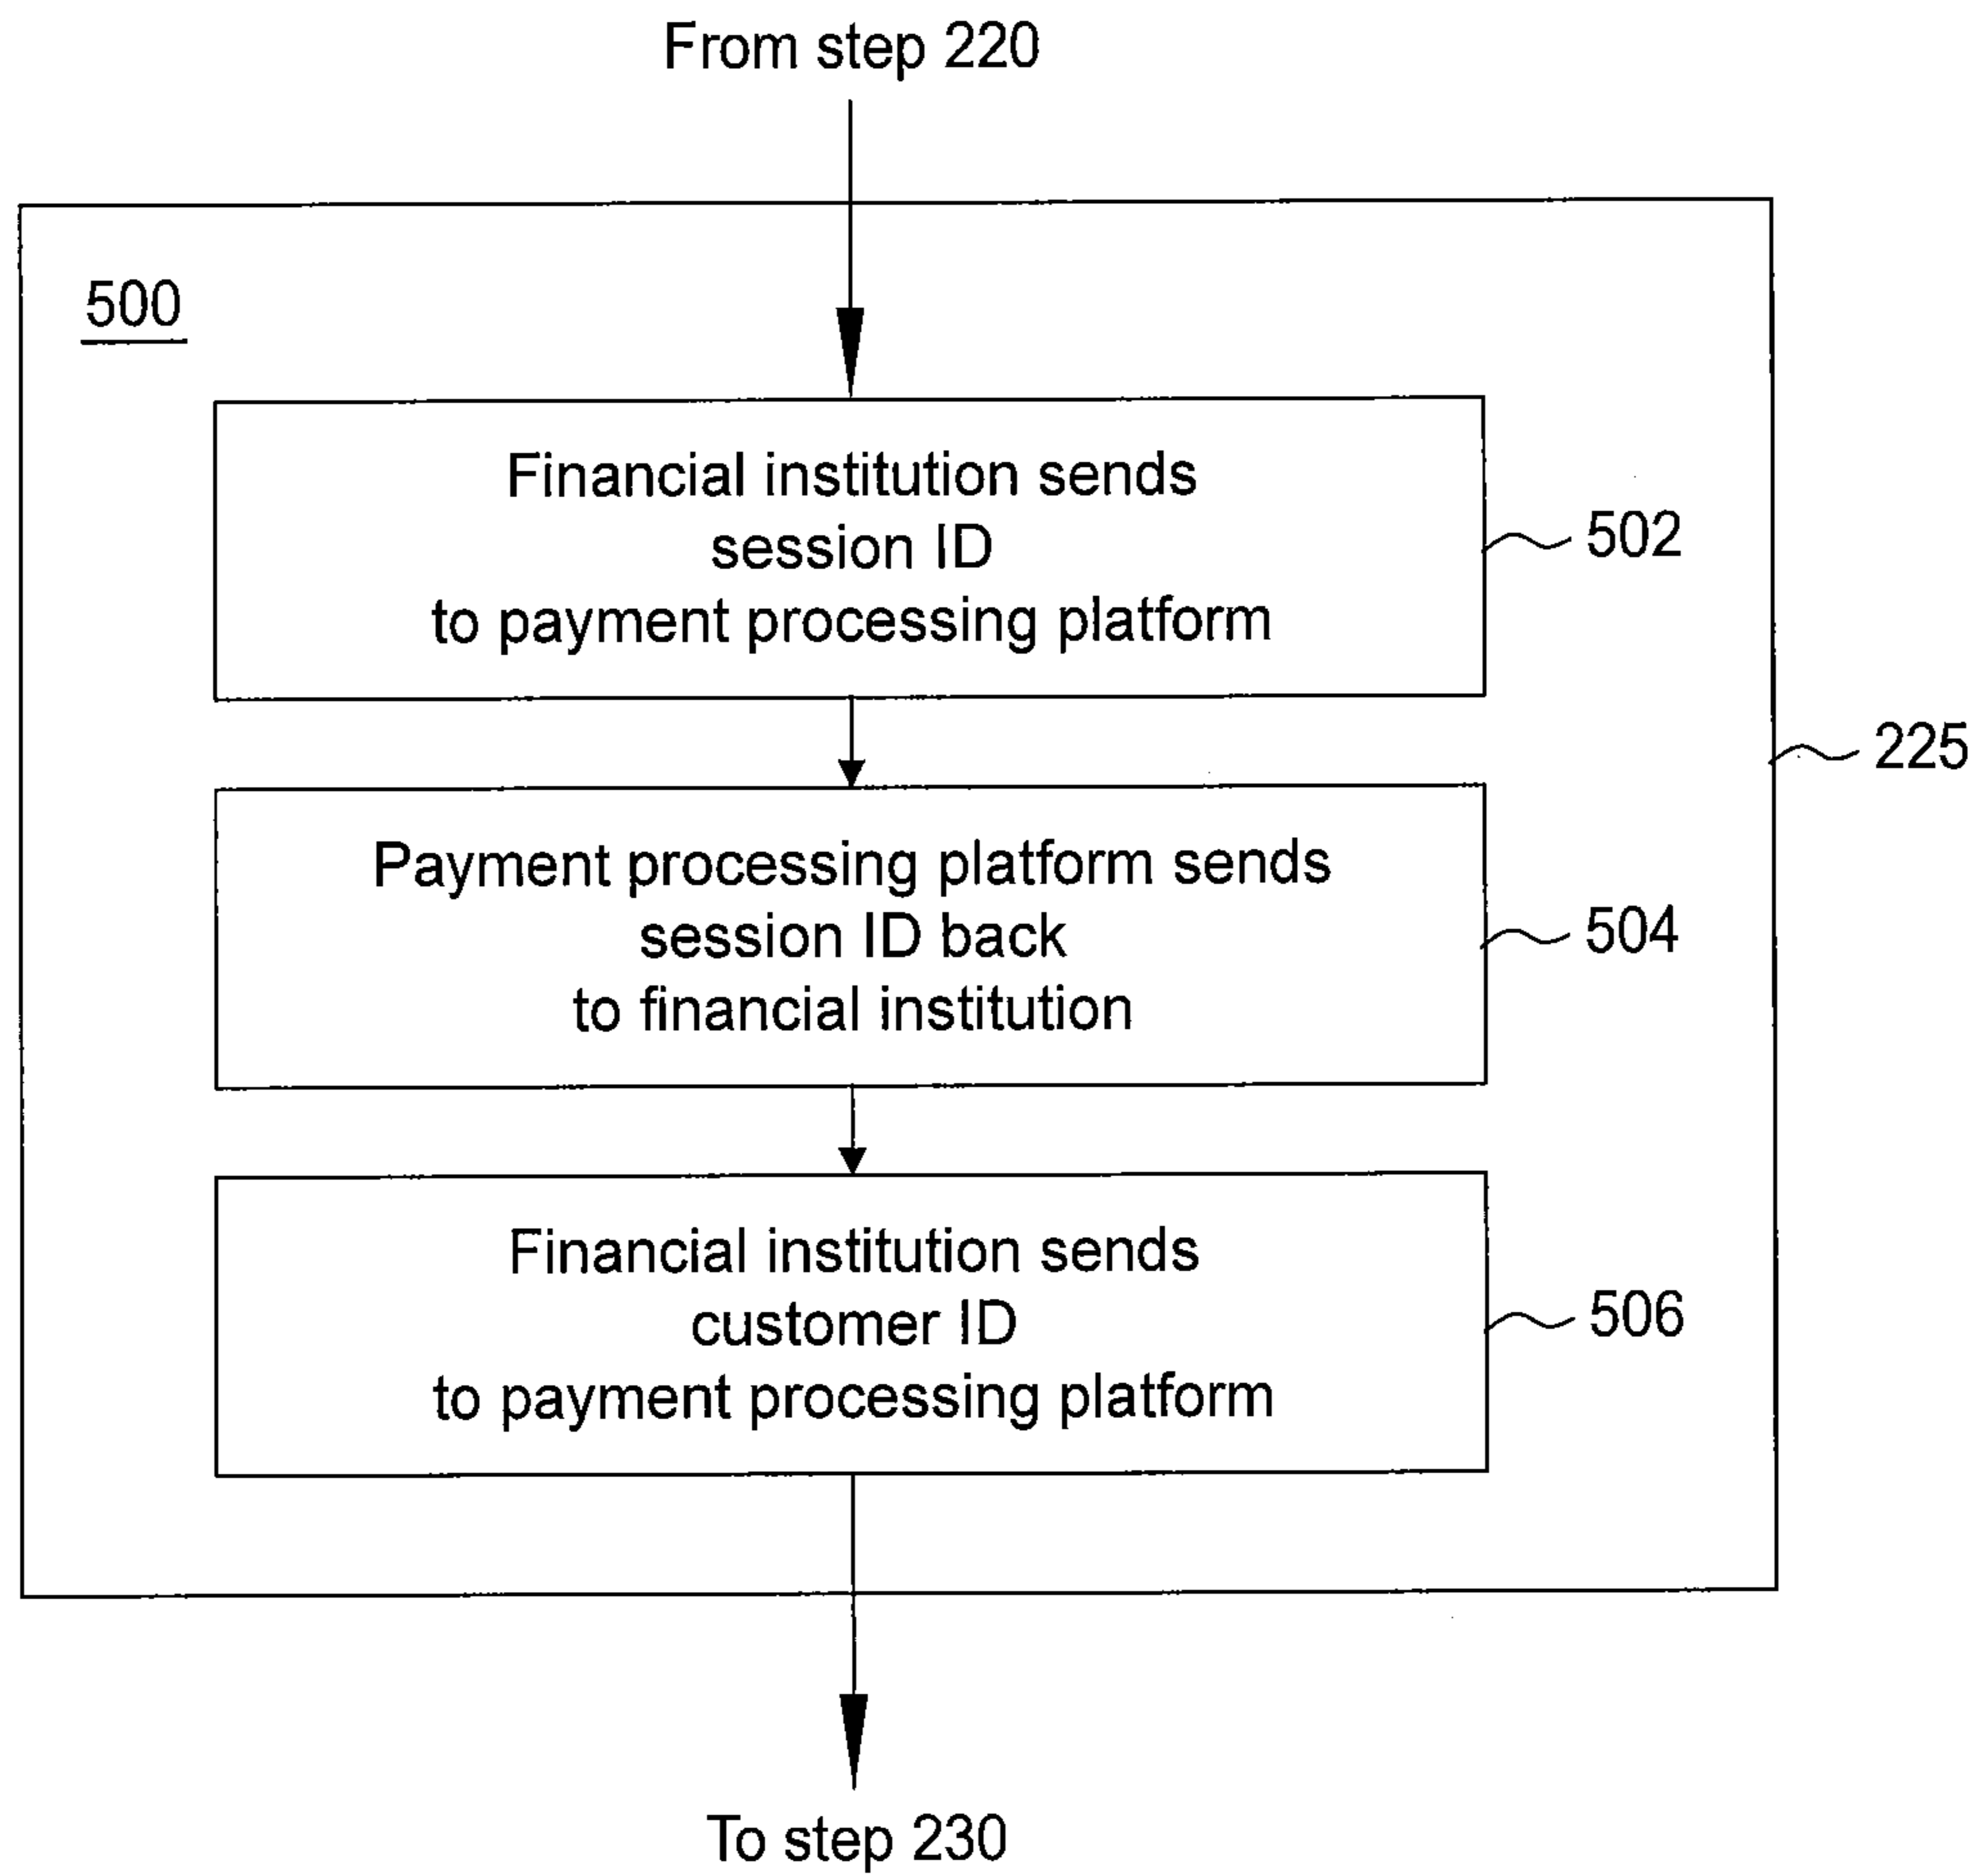 From step 220
500
Financial institution sends
session ID
to payment processing platform
502
225
Payment processing platform sends
session ID back
to financial institution
504
Financial institution sends
customer ID
to payment processing platform
506
To step 230